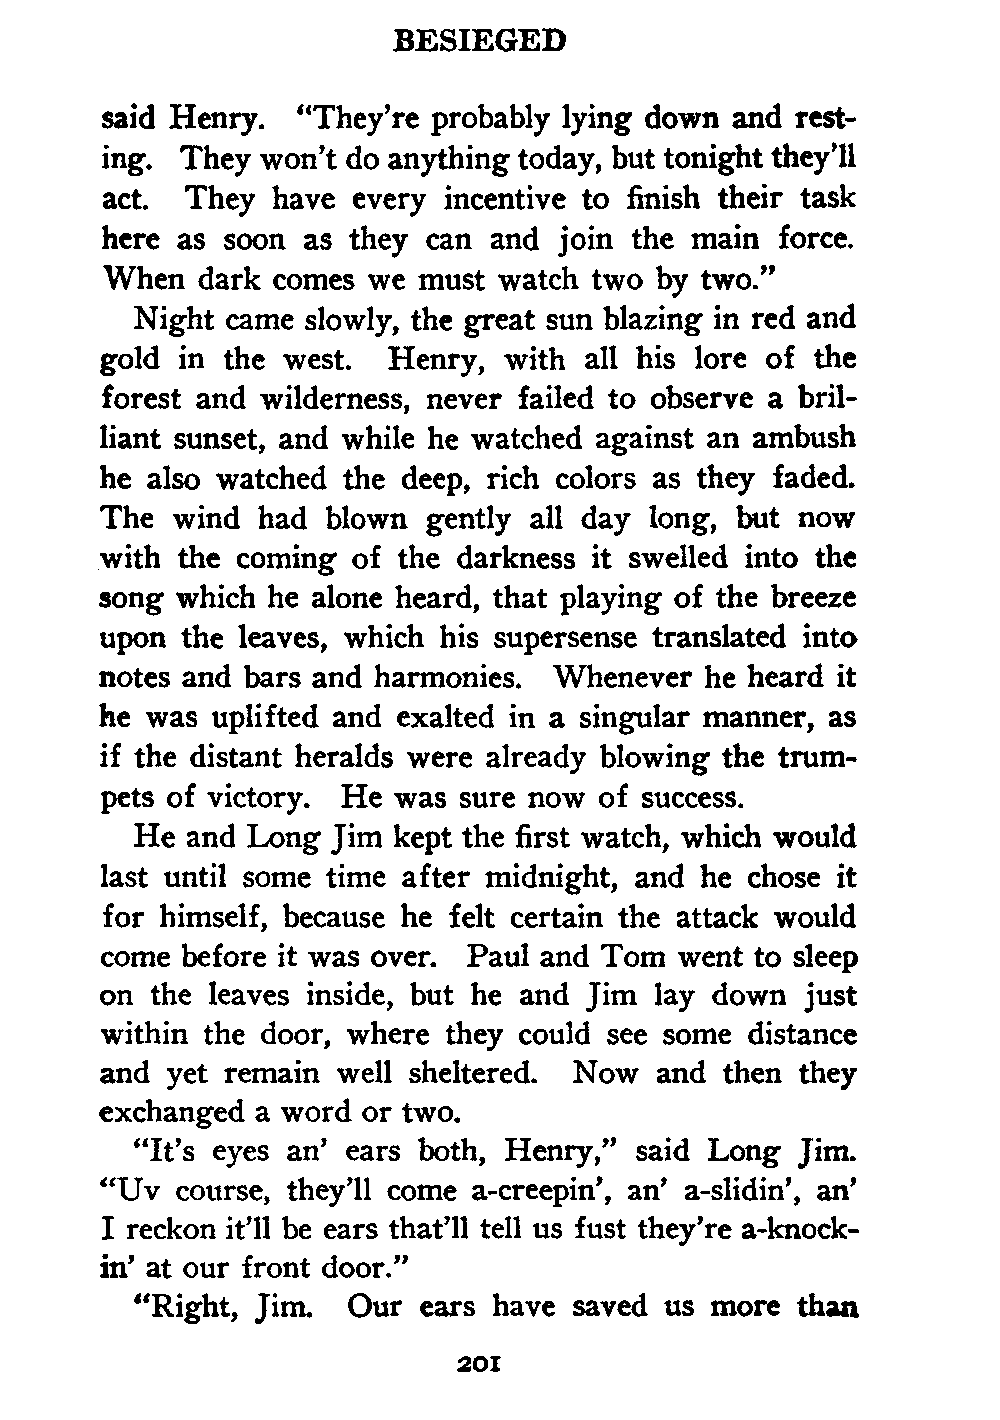 BESIEGED
said Henry. "They're probably lying down and rest-
ing. They won't do anything today, but tonight they'll
act. They have every incentive to finish their task
here as soon as they can and join the main force.
When dark comes we must watch two by two."
Night came slowly, the great sun blazing in red and
gold in the west. Henry, with all his lore of the
forest and wilderness, never failed to observe a bril-
liant sunset, and while he watched against an ambush
he also watched the deep, rich colors as they faded.
The wind had blown gently all day long, but now
with the coming of the darkness it swelled into the
song which he alone heard, that playing of the breeze
upon the leaves, which his supersense translated into
notes and bars and harmonies. Whenever he heard it
he was uplifted and exalted in a singular manner, as
if the distant heralds were already blowing the trum-
pets of victory. He was sure now of success.
He and Long Jim kept the first watch, which would
last until some time after midnight, and he chose it
for himself, because he felt certain the attack would
come before it was over. Paul and Tom went to sleep
on the leaves inside, but he and Jim lay down just
within the door, where they could see some distance
and yet remain well sheltered. Now and then they
exchanged a word or two.
"It's eyes an' ears both, Henry," said Long Jim.
"Uv course, they'll come a-creepin', an' a-slidin', an'
I reckon it'll be ears that'll tell us fust they're a-knock-
in' at our front door."
"Right, Jim. Our ears have saved us more than
201